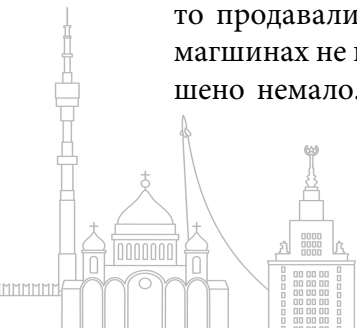 то продавали
магшинах не
шено немало.